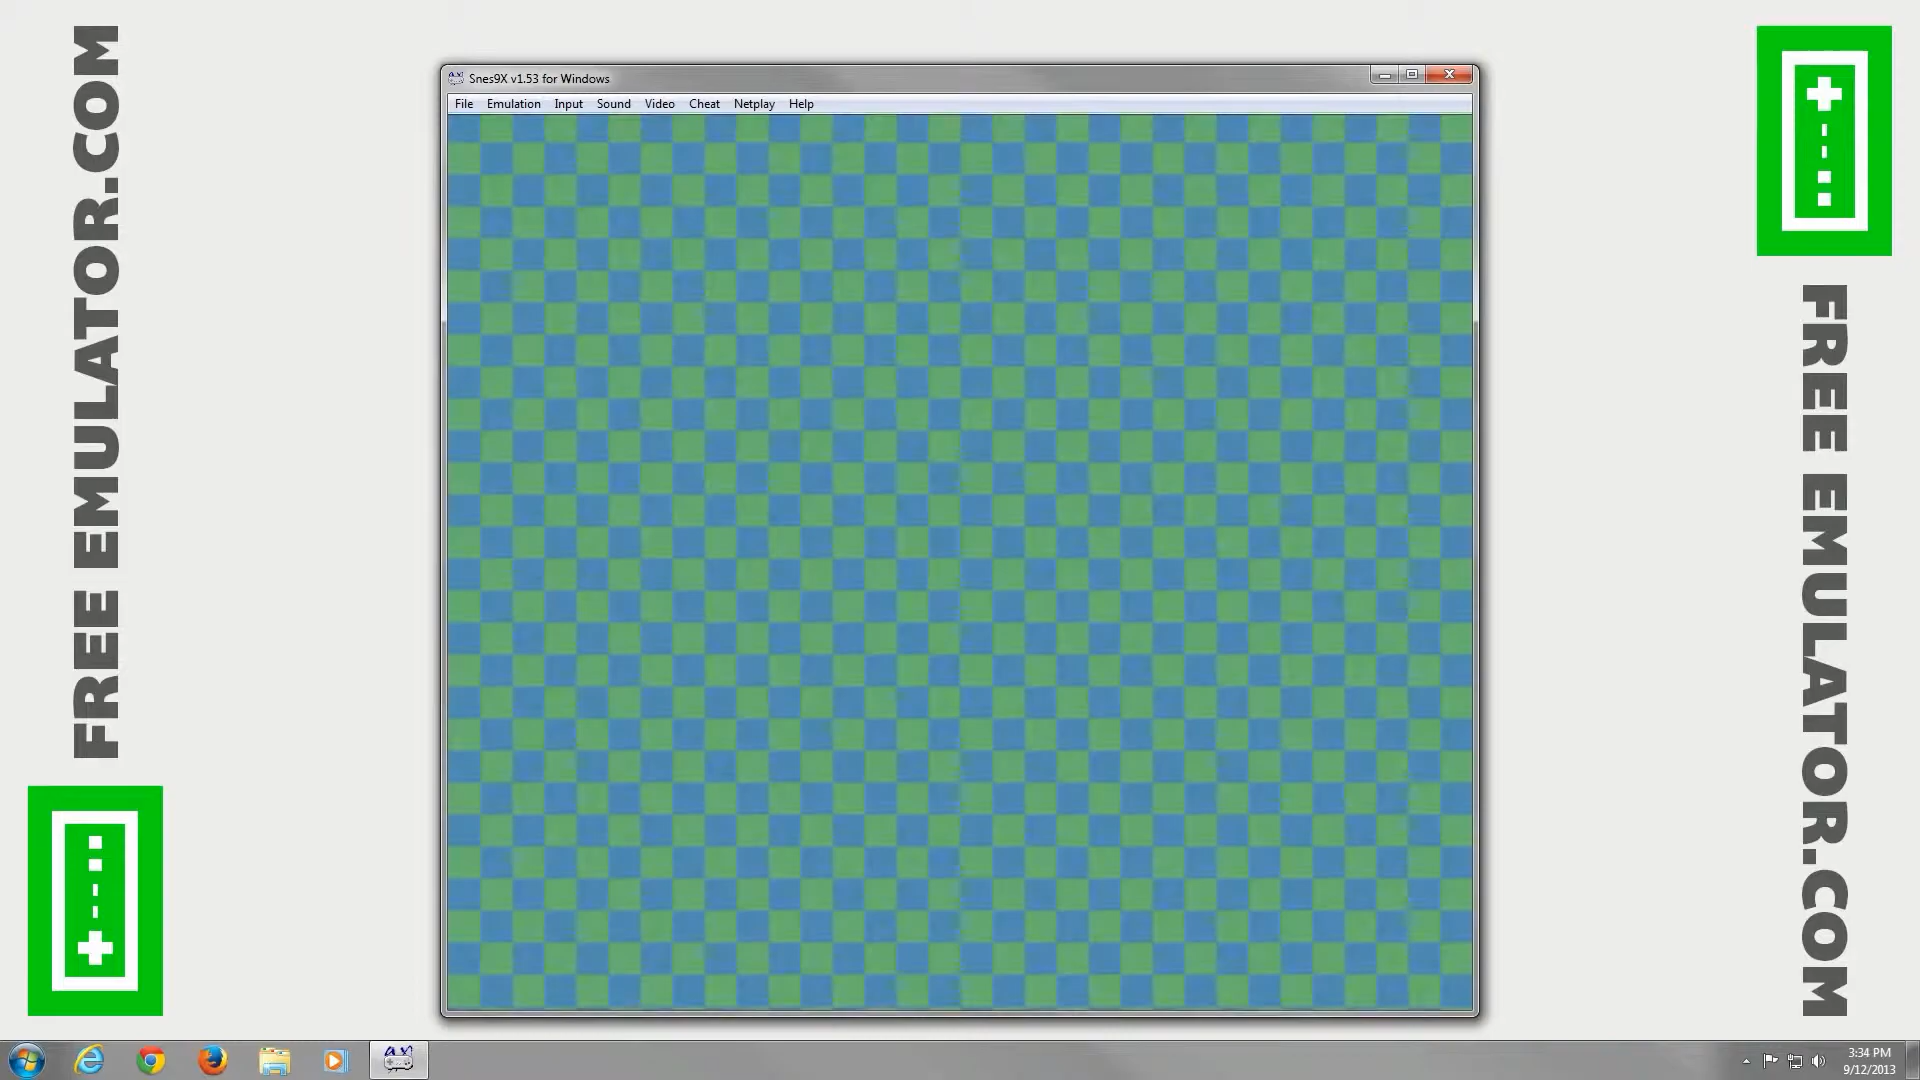 FREE EMULATOR.COM
Snes9X v1.53 for Windows
File Emulation Input Sound Video Cheat Netplay Help
FREE EMULATOR.COM
3:34 PM
9/12/2013